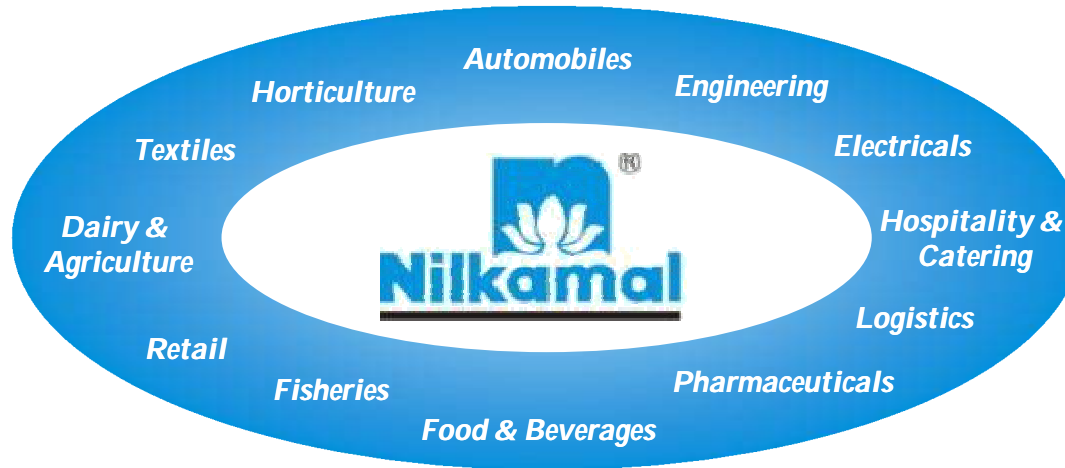 Automobiles
Horticulture
Engineering
Textiles
Electricals
®
Dairy &
Agriculture
Hospitality &
Catering
Nilkamal
Logistics
Retail
Pharmaceuticals
Fisheries
Food & Beverages